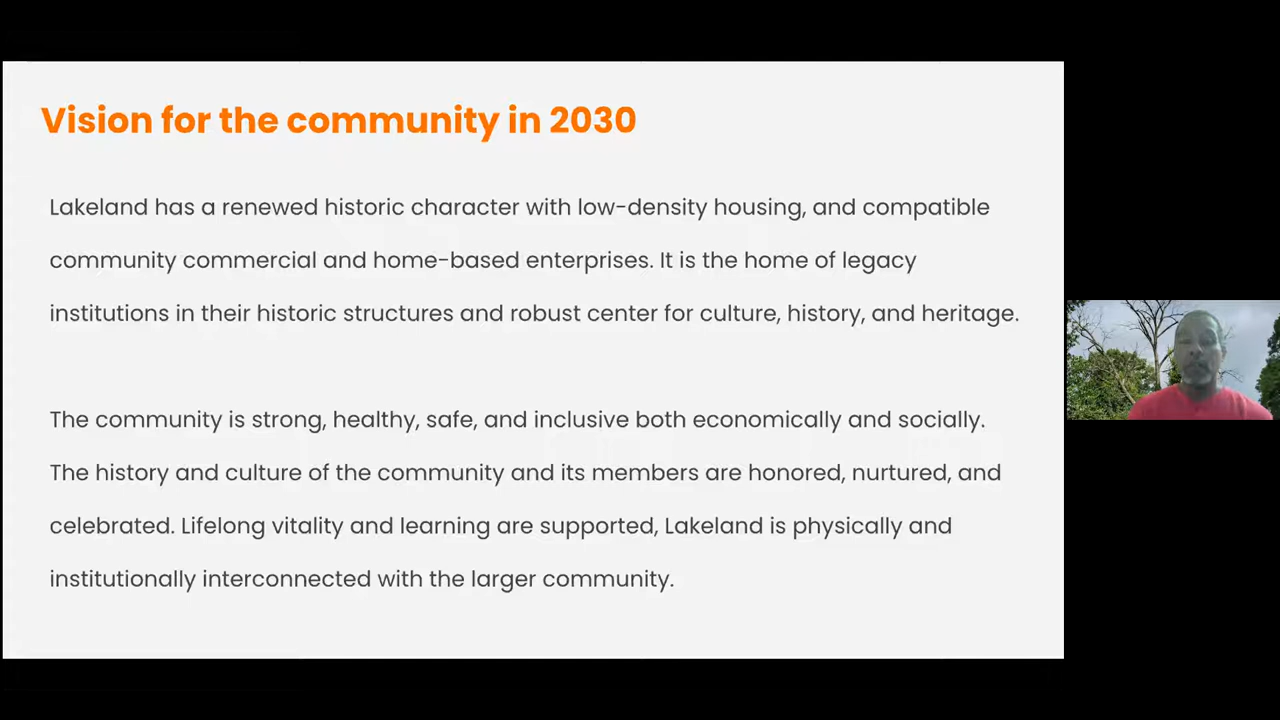 Vision for the community in 2030
Lakeland has a renewed historic character with low-density housing, and compatible
community commercial and home-based enterprises. It is the home of legacy
institutions in their historic structures and robust center for culture, history, and heritage.
The community is strong, healthy, safe, and inclusive both economically and socially.
The history and culture of the community and its members are honored, nurtured, and
celebrated. Lifelong vitality and learning are supported, Lakeland is physically and
institutionally interconnected with the larger community.